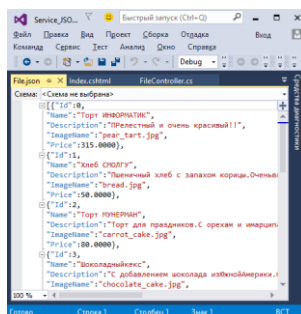 Service_JSO... Быстрый запуск (Ctrl+Q)
Файл Правка Вид Проект Сборка Отладка Вход
Команда Сервис Тест Анализ Окно Справка
Debug
File.json Index.cshtml FileController.cs
Схема: <Схема не выбрана>
[{"Id":0,
"Name":"Торт ИНФОРМАТИК",
"Description":"ПРелестный и очень красивый!!",
"ImageName":"pear_tart.jpg",
"Price":315.0000},
{"Id":1,
"Name":"Хлеб СМОЛГУ",
"Description":"Пшеничный хлеб с запахом корицы.Очень
"ImageName":"bread.jpg",
"Price":50.0000},
{"Id":2,
"Name":"Торт МУНЕРМАН",
"Description":"Торт для праздников.С орехам и имарцип
"ImageName":"carrot_cake.jpg",
"Price":80.0000},
{"Id":3,
"Name":"Шоколадныйкекс",
"Description":"С добавлением шоколада изЮжнойАмерики.
"ImageName":"chocolate_cake.jpg",
100 %
Готово Строка 1 Столбец 1 Знак 1 ВСТ
Средства диагностики